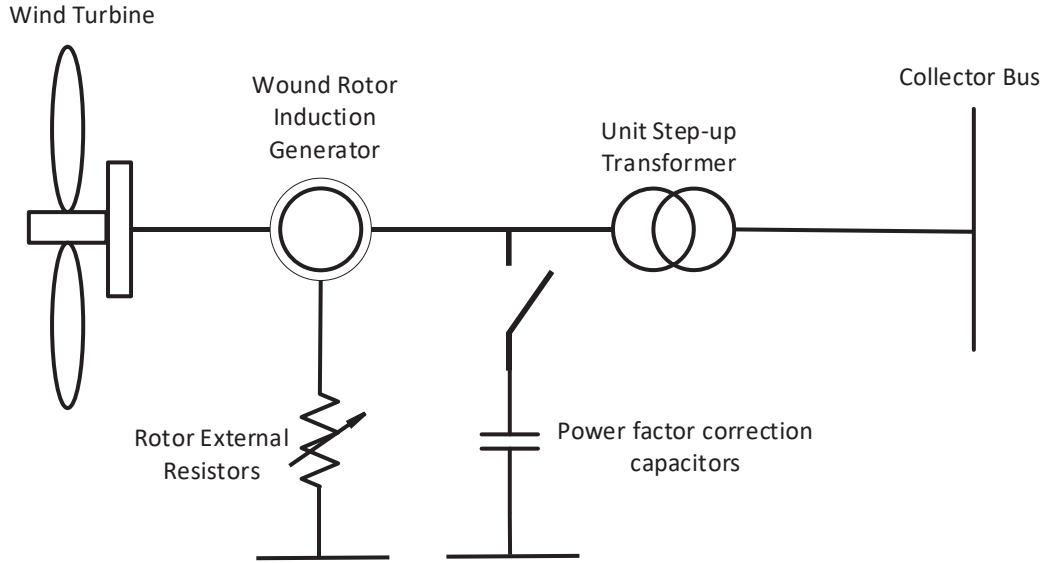 Wind Turbine
Wound Rotor
Induction
Generator
Unit Step-up
Transformer
Collector Bus
Rotor External
Resistors
Power factor correction
capacitors